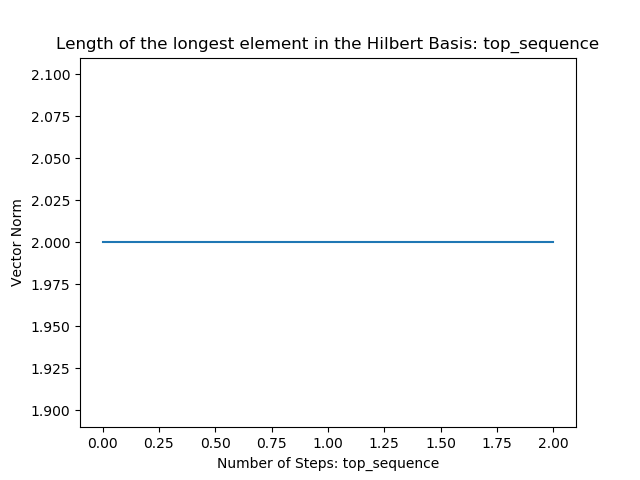 Length of the longest element in the Hilbert Basis: top_sequence
2.100
2.075
2.050
2.025
2.000
1.975
1.950
1.925
1.900
Vector Norm
0.00 0.25 0.50 0.75 1.00 1.25 1.50 1.75 2.00
Number of Steps: top_sequence